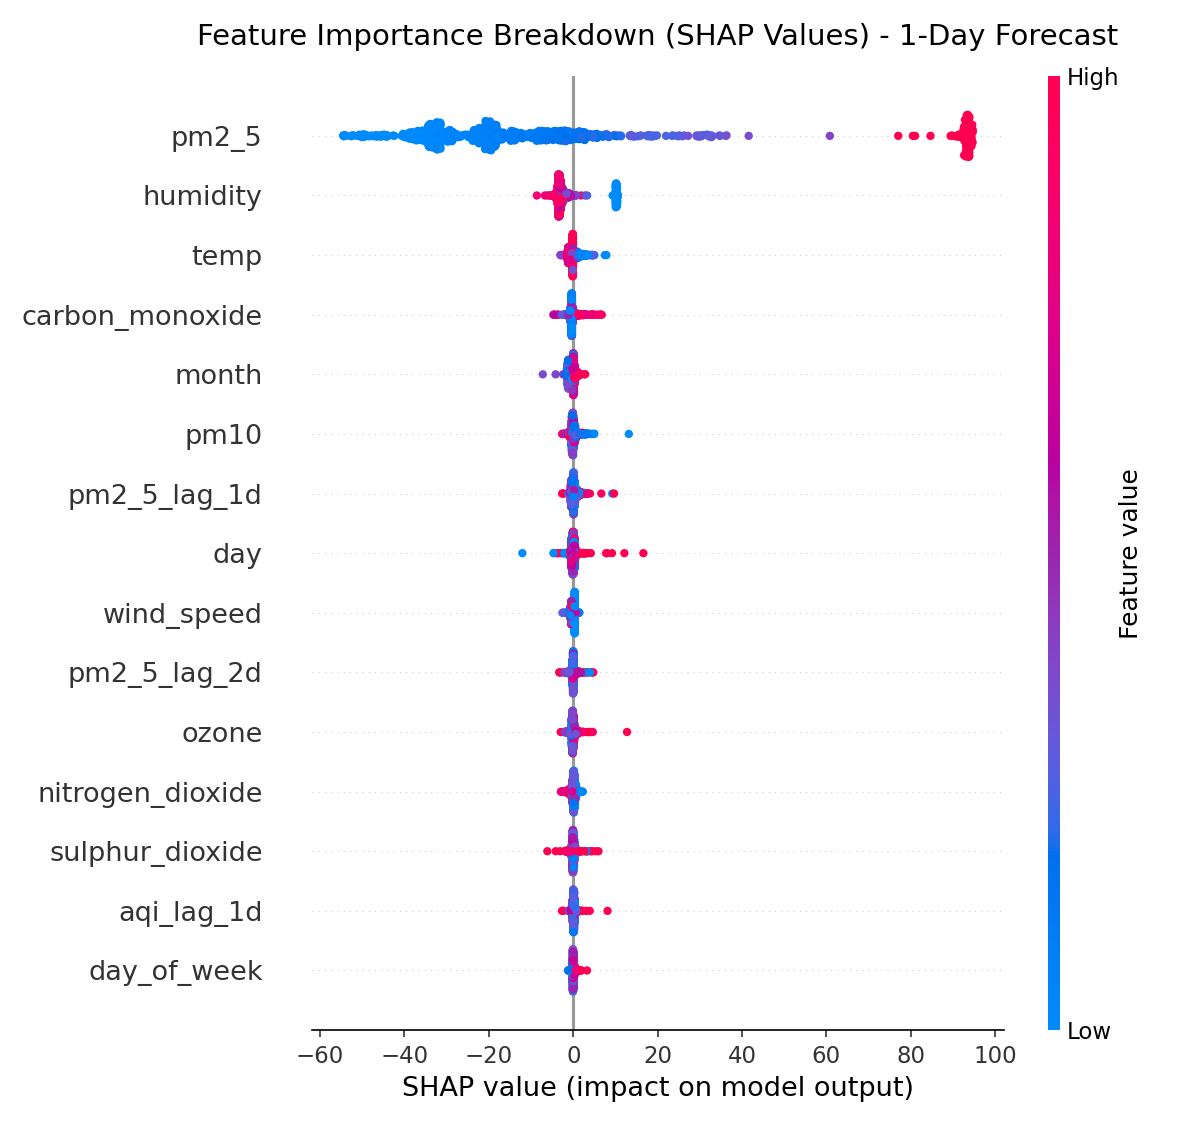 Feature Importance Breakdown (SHAP Values) - 1-Day Forecast
High
pm2_5
humidity
temp
carbon_monoxide
month
pm10
pm2_5_lag_1d
day
wind_speed
pm2_5_lag_2d
ozone
nitrogen_dioxide
sulphur_dioxide
aqi_lag_1d
day_of_week
Feature value
Low
−60 −40 −20 0 20 40 60 80 100
SHAP value (impact on model output)